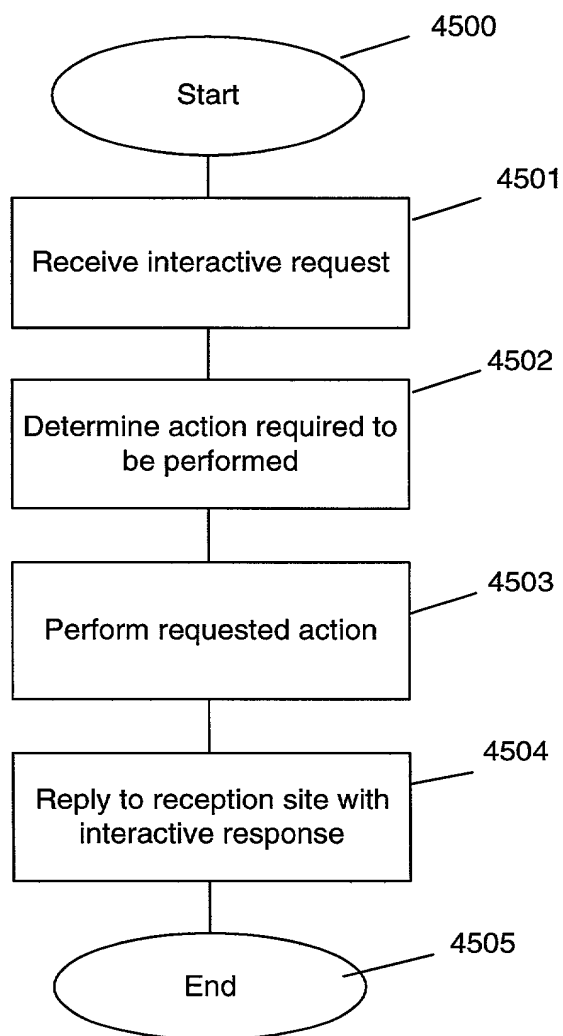 4500
Start
4501
Receive interactive request
4502
Determine action required to
be performed
4503
Perform requested action
4504
Reply to reception site with
interactive response
4505
End